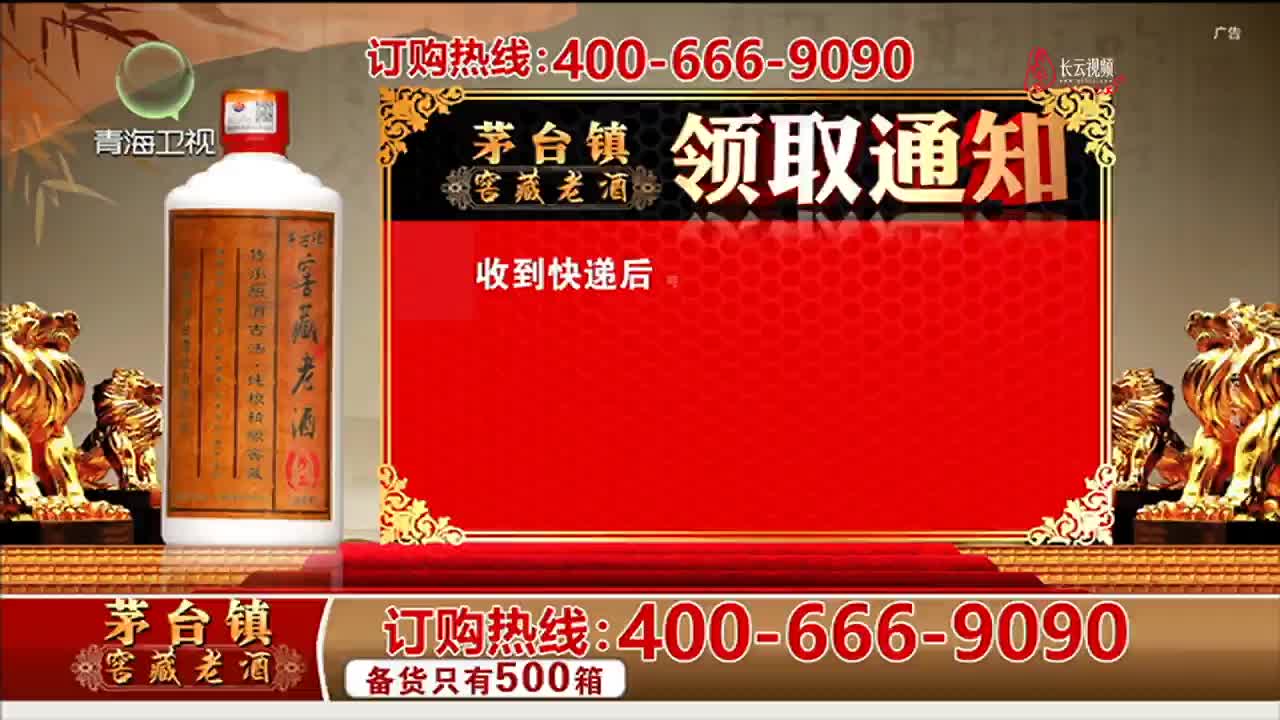 订购热线:400-666-9090
广告
长云视频
青海卫视
茅台镇
窖藏老酒
领取通知
收到快递后
窖藏老酒
茅台镇
窖藏老酒
订购热线:400-666-9090
备货只有500箱